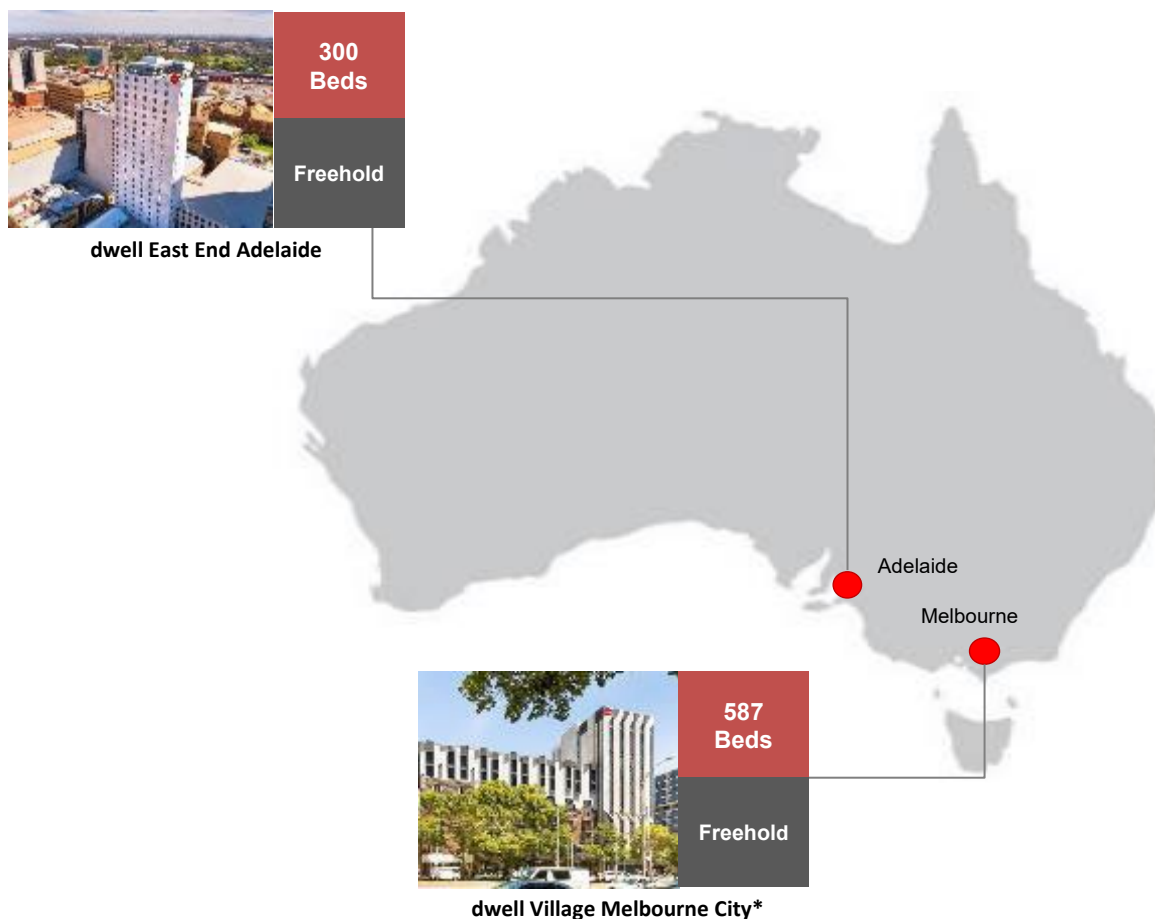 300
Beds
Freehold
dwell East End Adelaide
Adelaide
Melbourne
587
Beds
Freehold
dwell Village Melbourne City*